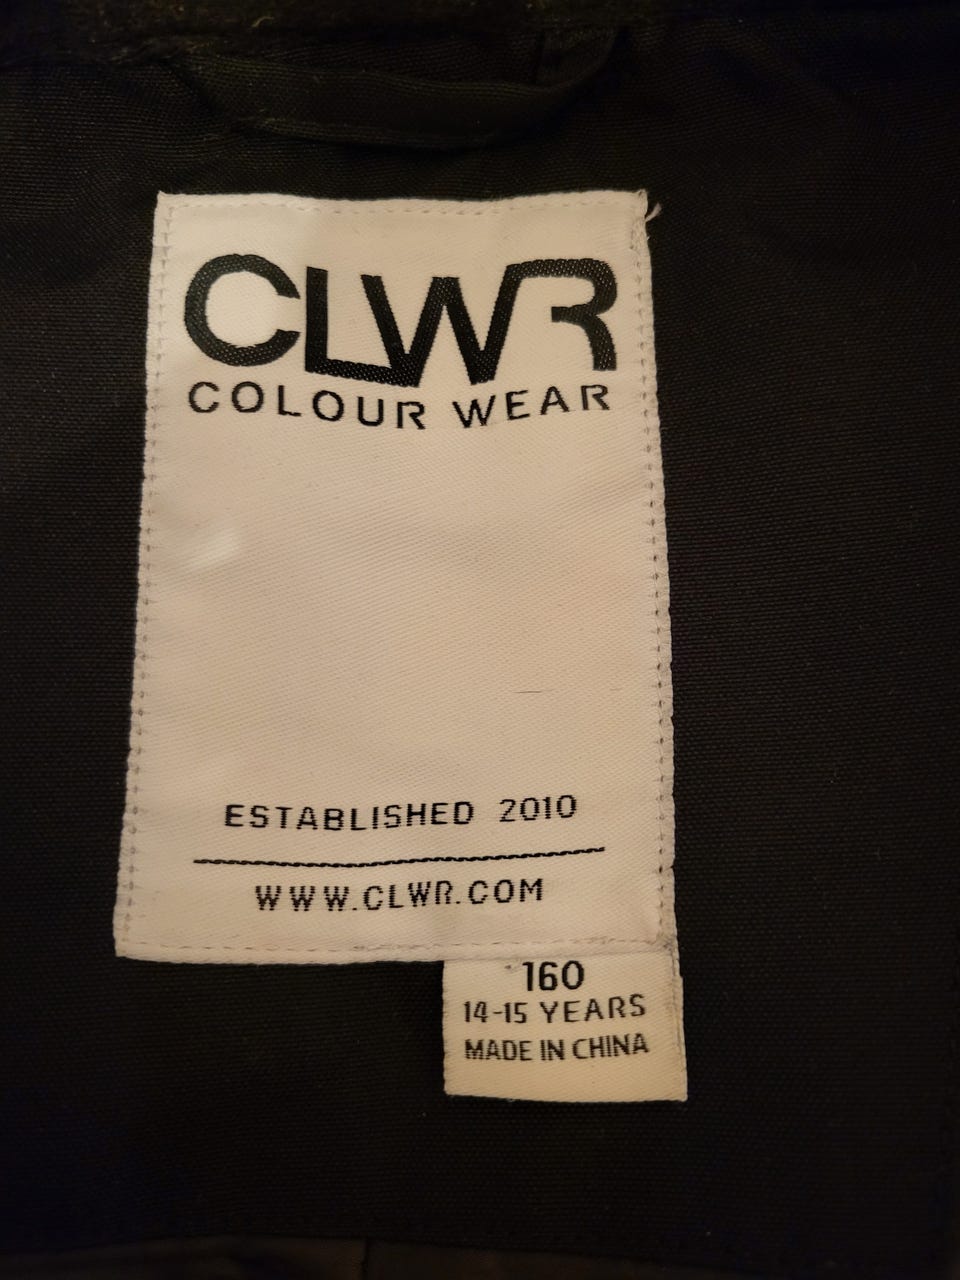 CLWR
COLOUR WEAR
ESTABLISHED 2010
WWW.CLWR.COM
160
14-15 YEARS
MADE IN CHINA